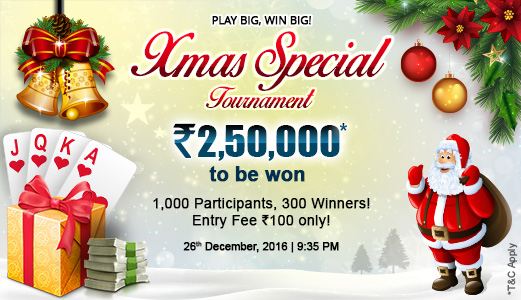 PLAY BIG, WIN BIG!
Xmas Special
Tournament
₹2,50,000*
to be won
1,000 Participants, 300 Winners!
Entry Fee ₹100 only!
26th December, 2016 | 9:35 PM
J Q K A
*T&C Apply